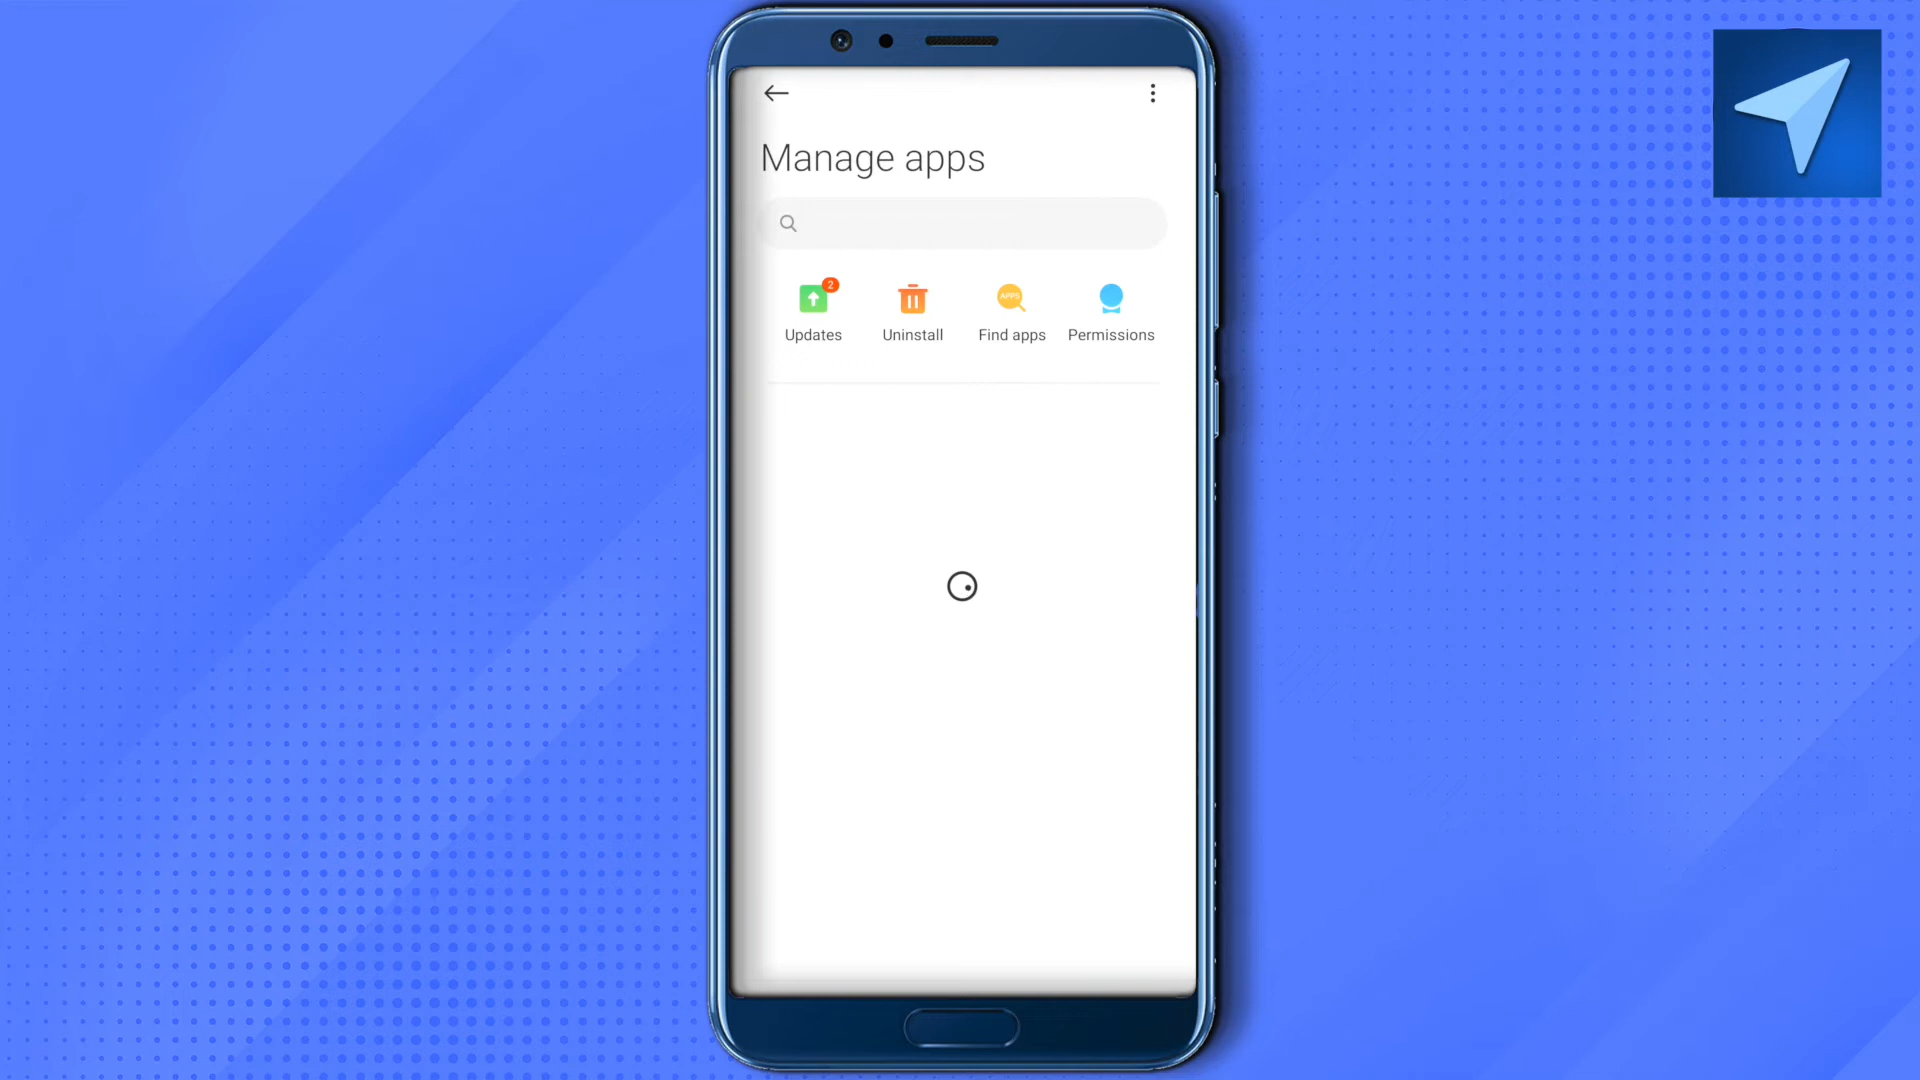 Manage apps
2
APPS
Updates
Uninstall
Find apps
Permissions